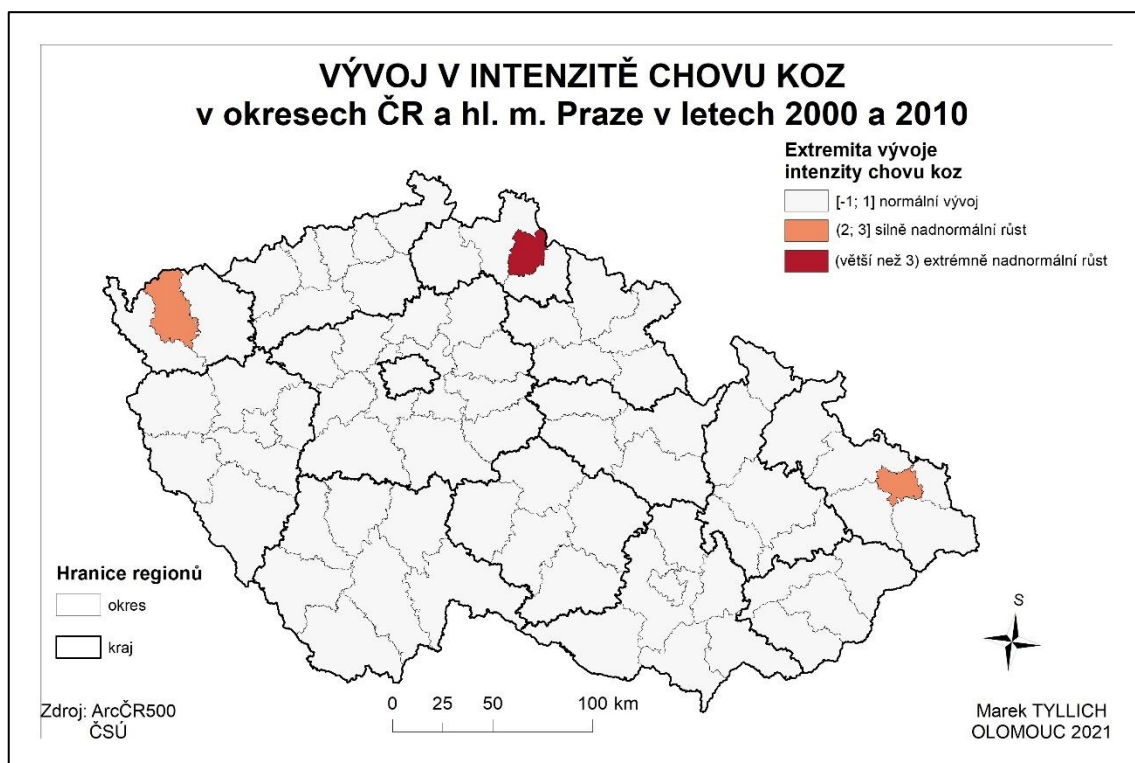 VÝVOJ V INTENZITĚ CHOVU KOZ
v okresech ČR a hl. m. Praze v letech 2000 a 2010
Extremita vývoje
intenzity chovu koz
[-1; 1] normální vývoj
(2; 3] silně nadnormální růst
(větší než 3) extrémně nadnormální růst
Hranice regionů
okres
kraj
S
0 25 50 100 km
Zdroj: ArcČR500
ČSÚ
Marek TYLLICH
OLOMOUC 2021